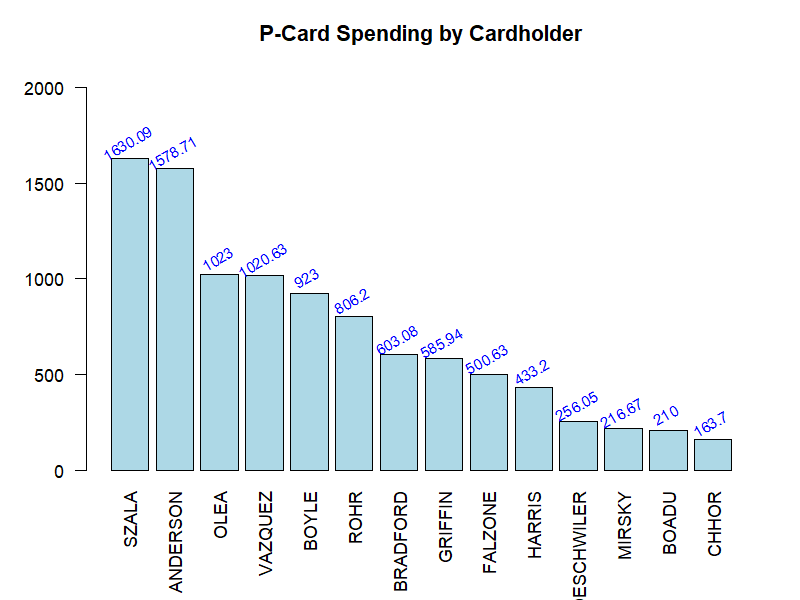 P-Card Spending by Cardholder
2000
1500
1000
500
0
1630.09
1578.71
1023
1020.63
923
806.2
603.08
585.94
500.63
433.2
256.05
216.67
210
163.7
SZALA
ANDERSON
OLEA
VAZQUEZ
BOYLE
ROHR
BRADFORD
GRIFFIN
FALZONE
HARRIS
MIRSKY
BOADU
CHHOR